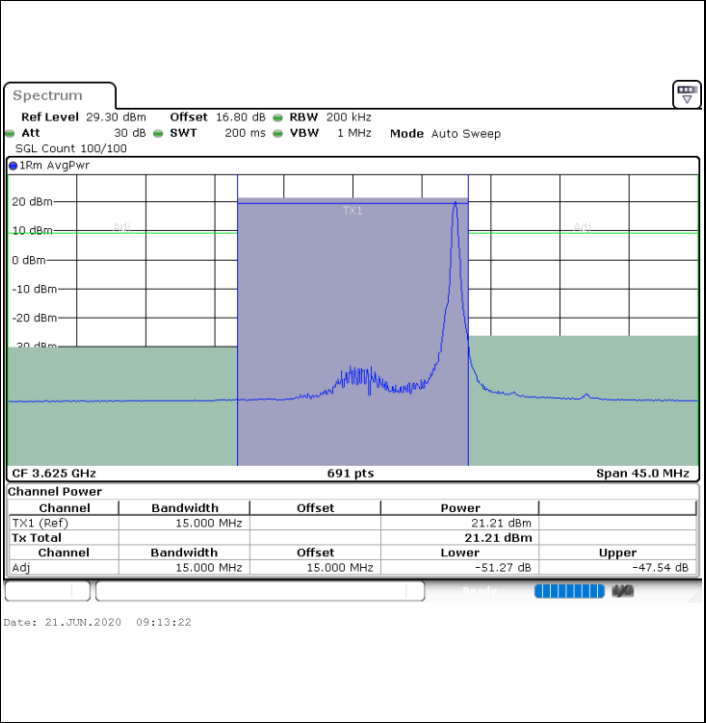 Spectrum
Ref Level 29.30 dBm Offset 16.80 dB RBW 200 kHz
Att 30 dB SWT 200 ms VBW 1 MHz Mode Auto Sweep
SGL Count 100/100
1Rm AvgPwr
20 dBm
TX1
Adj Adj
10 dBm
0 dBm
-10 dBm
-20 dBm
-30 dBm
CF 3.625 GHz 691 pts Span 45.0 MHz
Channel Power
Channel Bandwidth Offset Power
TX1 (Ref) 15.000 MHz 21.21 dBm
Tx Total 21.21 dBm
Channel Bandwidth Offset Lower Upper
Adj 15.000 MHz 15.000 MHz -51.27 dB -47.54 dB
Ready
Date: 21.JUN.2020 09:13:22